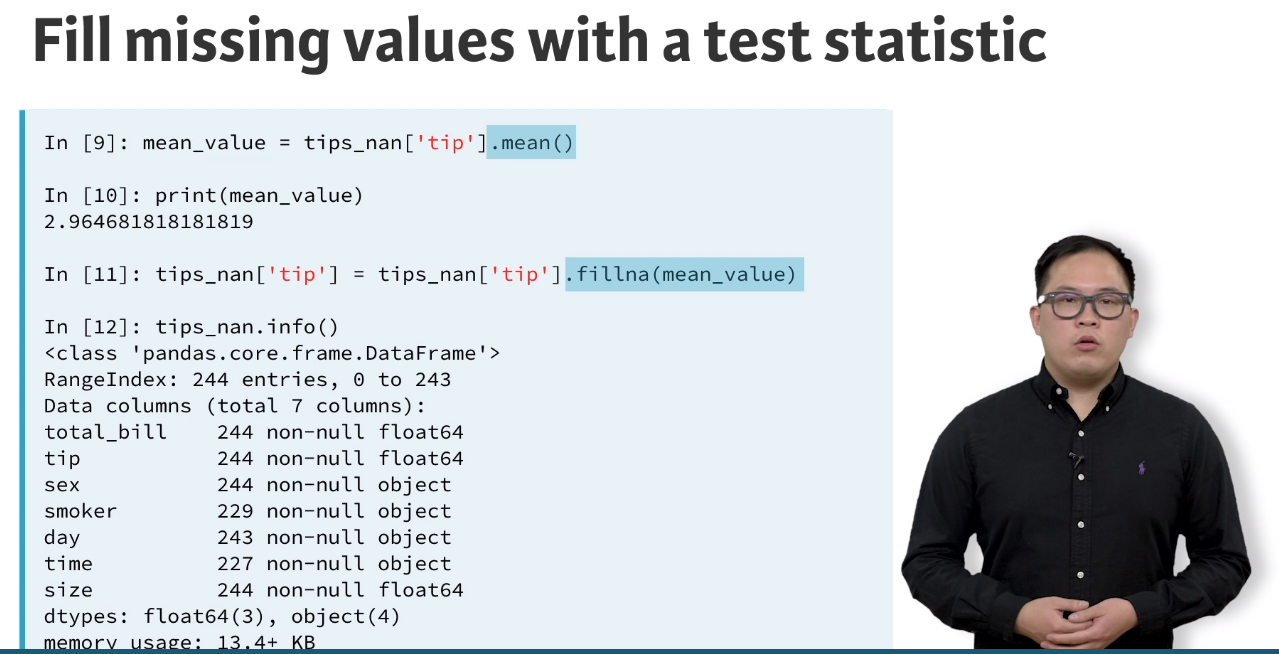 Fill missing values with a test statistic
In [9]: mean_value = tips_nan['tip'].mean()
In [10]: print(mean_value)
2.964681818181819
In [11]: tips_nan['tip'] = tips_nan['tip'].fillna(mean_value)
In [12]: tips_nan.info()
<class 'pandas.core.frame.DataFrame'>
RangeIndex: 244 entries, 0 to 243
Data columns (total 7 columns):
total_bill    244 non-null float64
tip           244 non-null float64
sex           244 non-null object
smoker        229 non-null object
day           243 non-null object
time          227 non-null object
size          244 non-null float64
dtypes: float64(3), object(4)
memory usage: 13.4+ KB